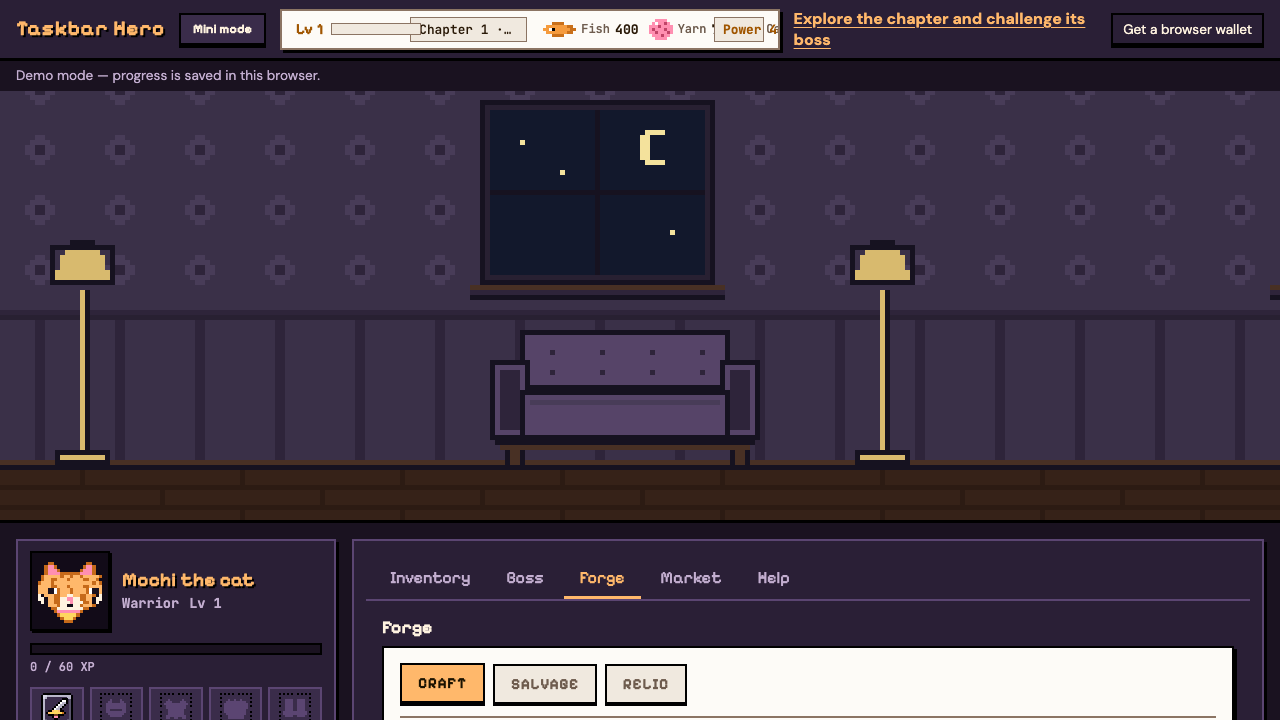 Taskbar Hero
Mini mode
Lv 1
Chapter 1 ·…
Fish 400
Yarn
Power
Explore the chapter and challenge its
boss
Get a browser wallet
Demo mode — progress is saved in this browser.
Mochi the cat
Warrior Lv 1
0 / 60 XP
Inventory
Boss
Forge
Market
Help
Forge
CRAFT
SALVAGE
RELIC